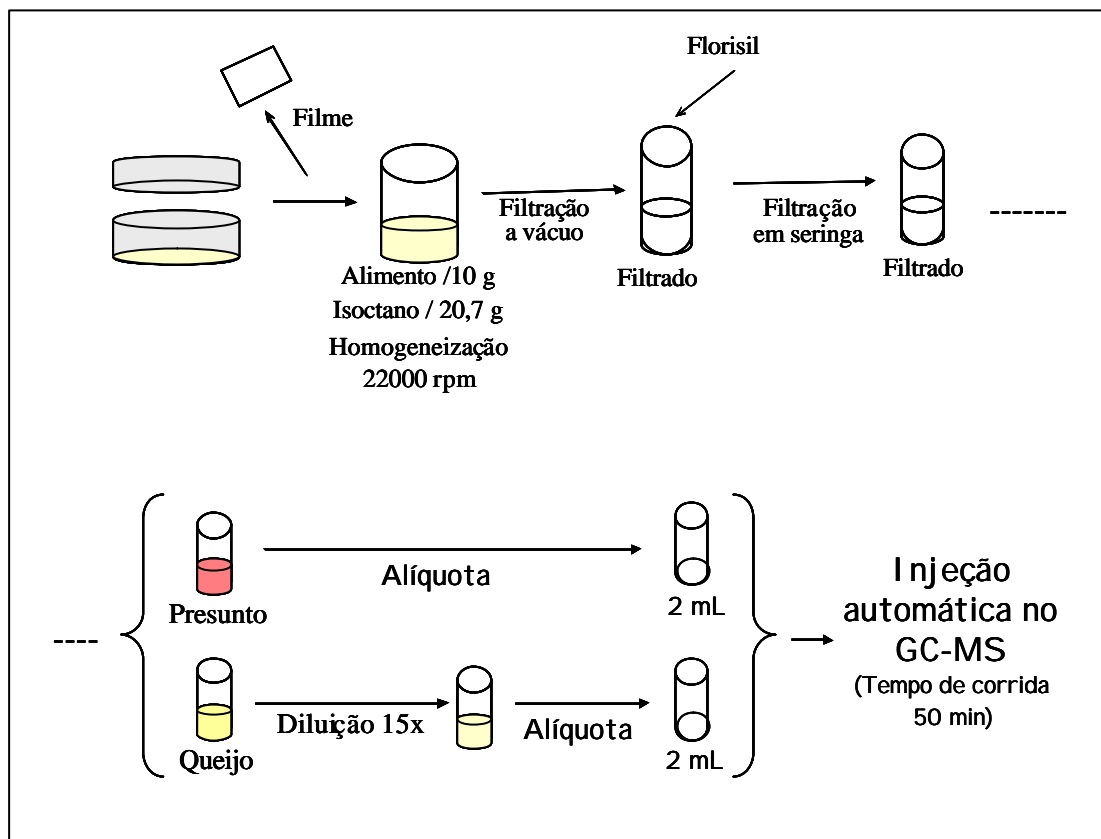 Florisil
Filme
Filtração
a vácuo
Filtração
em seringa
Filtrado
Filtrado
Alimento /10 g
Isoctano / 20,7 g
Homogeneização
22000 rpm
Presunto
Alíquota
2 mL
Queijo
Diluição 15x
Alíquota
2 mL
Injeção
automática no
GC-MS
(Tempo de corrida
50 min)